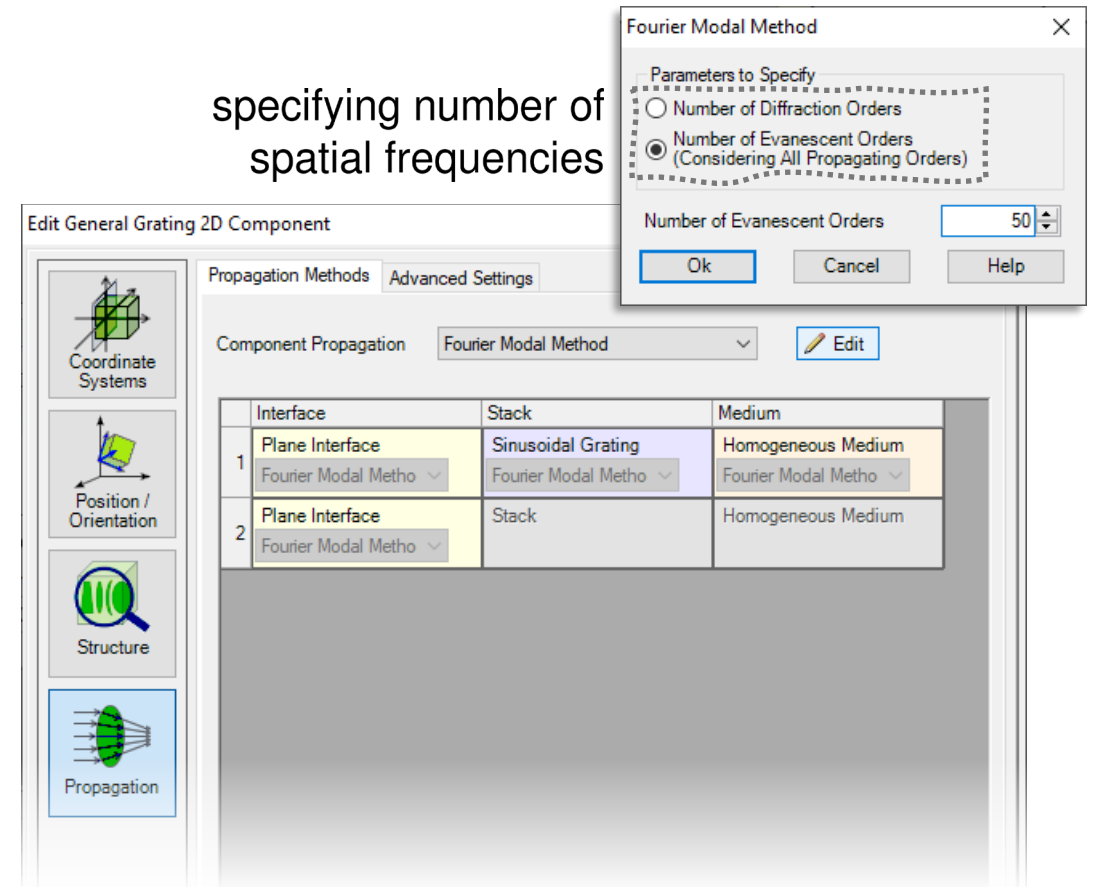 Fourier Modal Method
Parameters to Specify
Number of Diffraction Orders
Number of Evanescent Orders
(Considering All Propagating Orders)
Number of Evanescent Orders 50
Ok Cancel Help
specifying number of
spatial frequencies
Edit General Grating 2D Component
Coordinate
Systems
Position /
Orientation
Structure
Propagation
Propagation Methods Advanced Settings
Component Propagation Fourier Modal Method Edit
Interface Stack Medium
1 Plane Interface Sinusoidal Grating Homogeneous Medium
Fourier Modal Metho Fourier Modal Metho Fourier Modal Metho
2 Plane Interface Stack Homogeneous Medium
Fourier Modal Metho